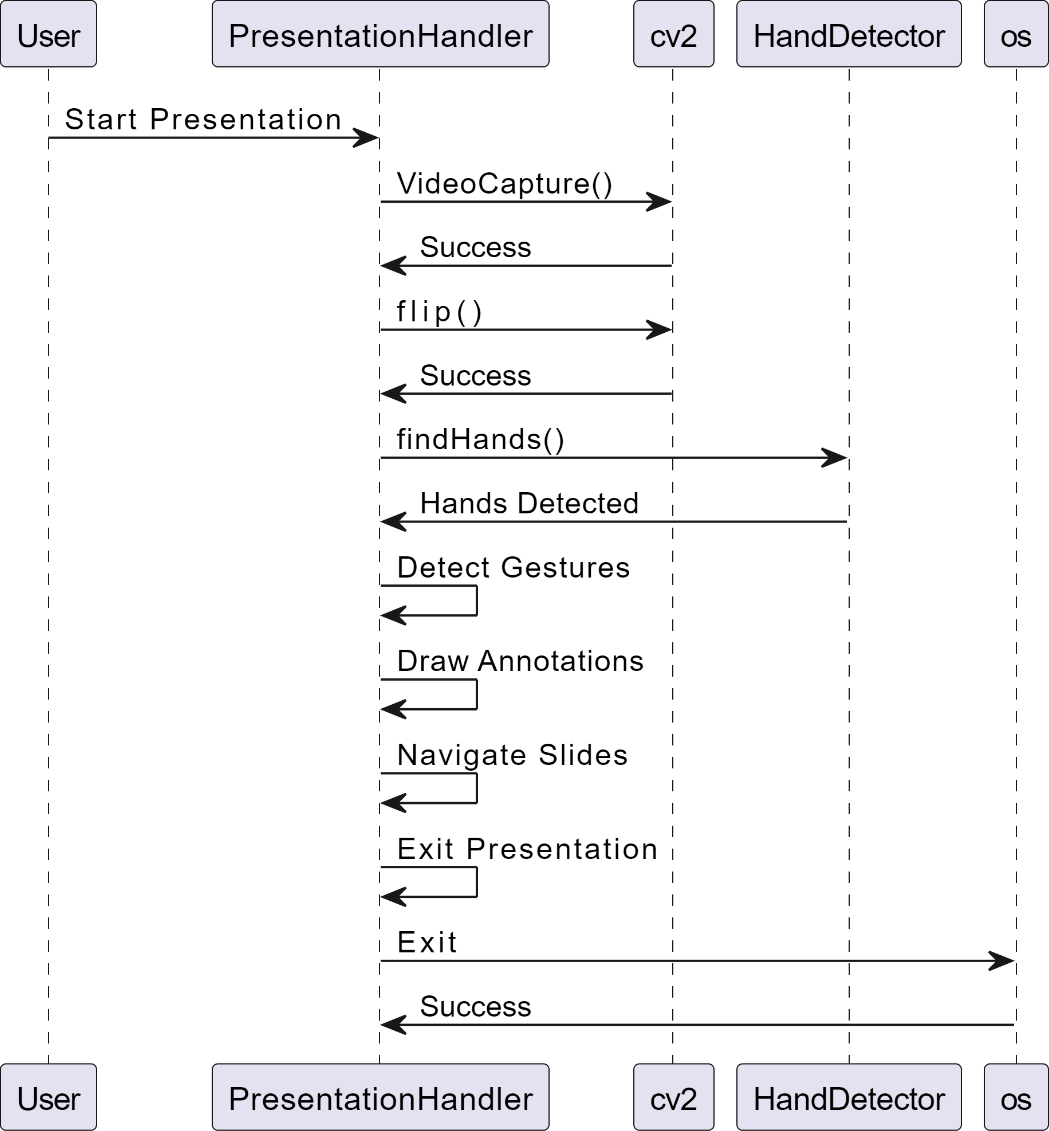 User PresentationHandler cv2 HandDetector os
Start Presentation
VideoCapture()
Success
flip()
Success
findHands()
Hands Detected
Detect Gestures
Draw Annotations
Navigate Slides
Exit Presentation
Exit
Success
User PresentationHandler cv2 HandDetector os